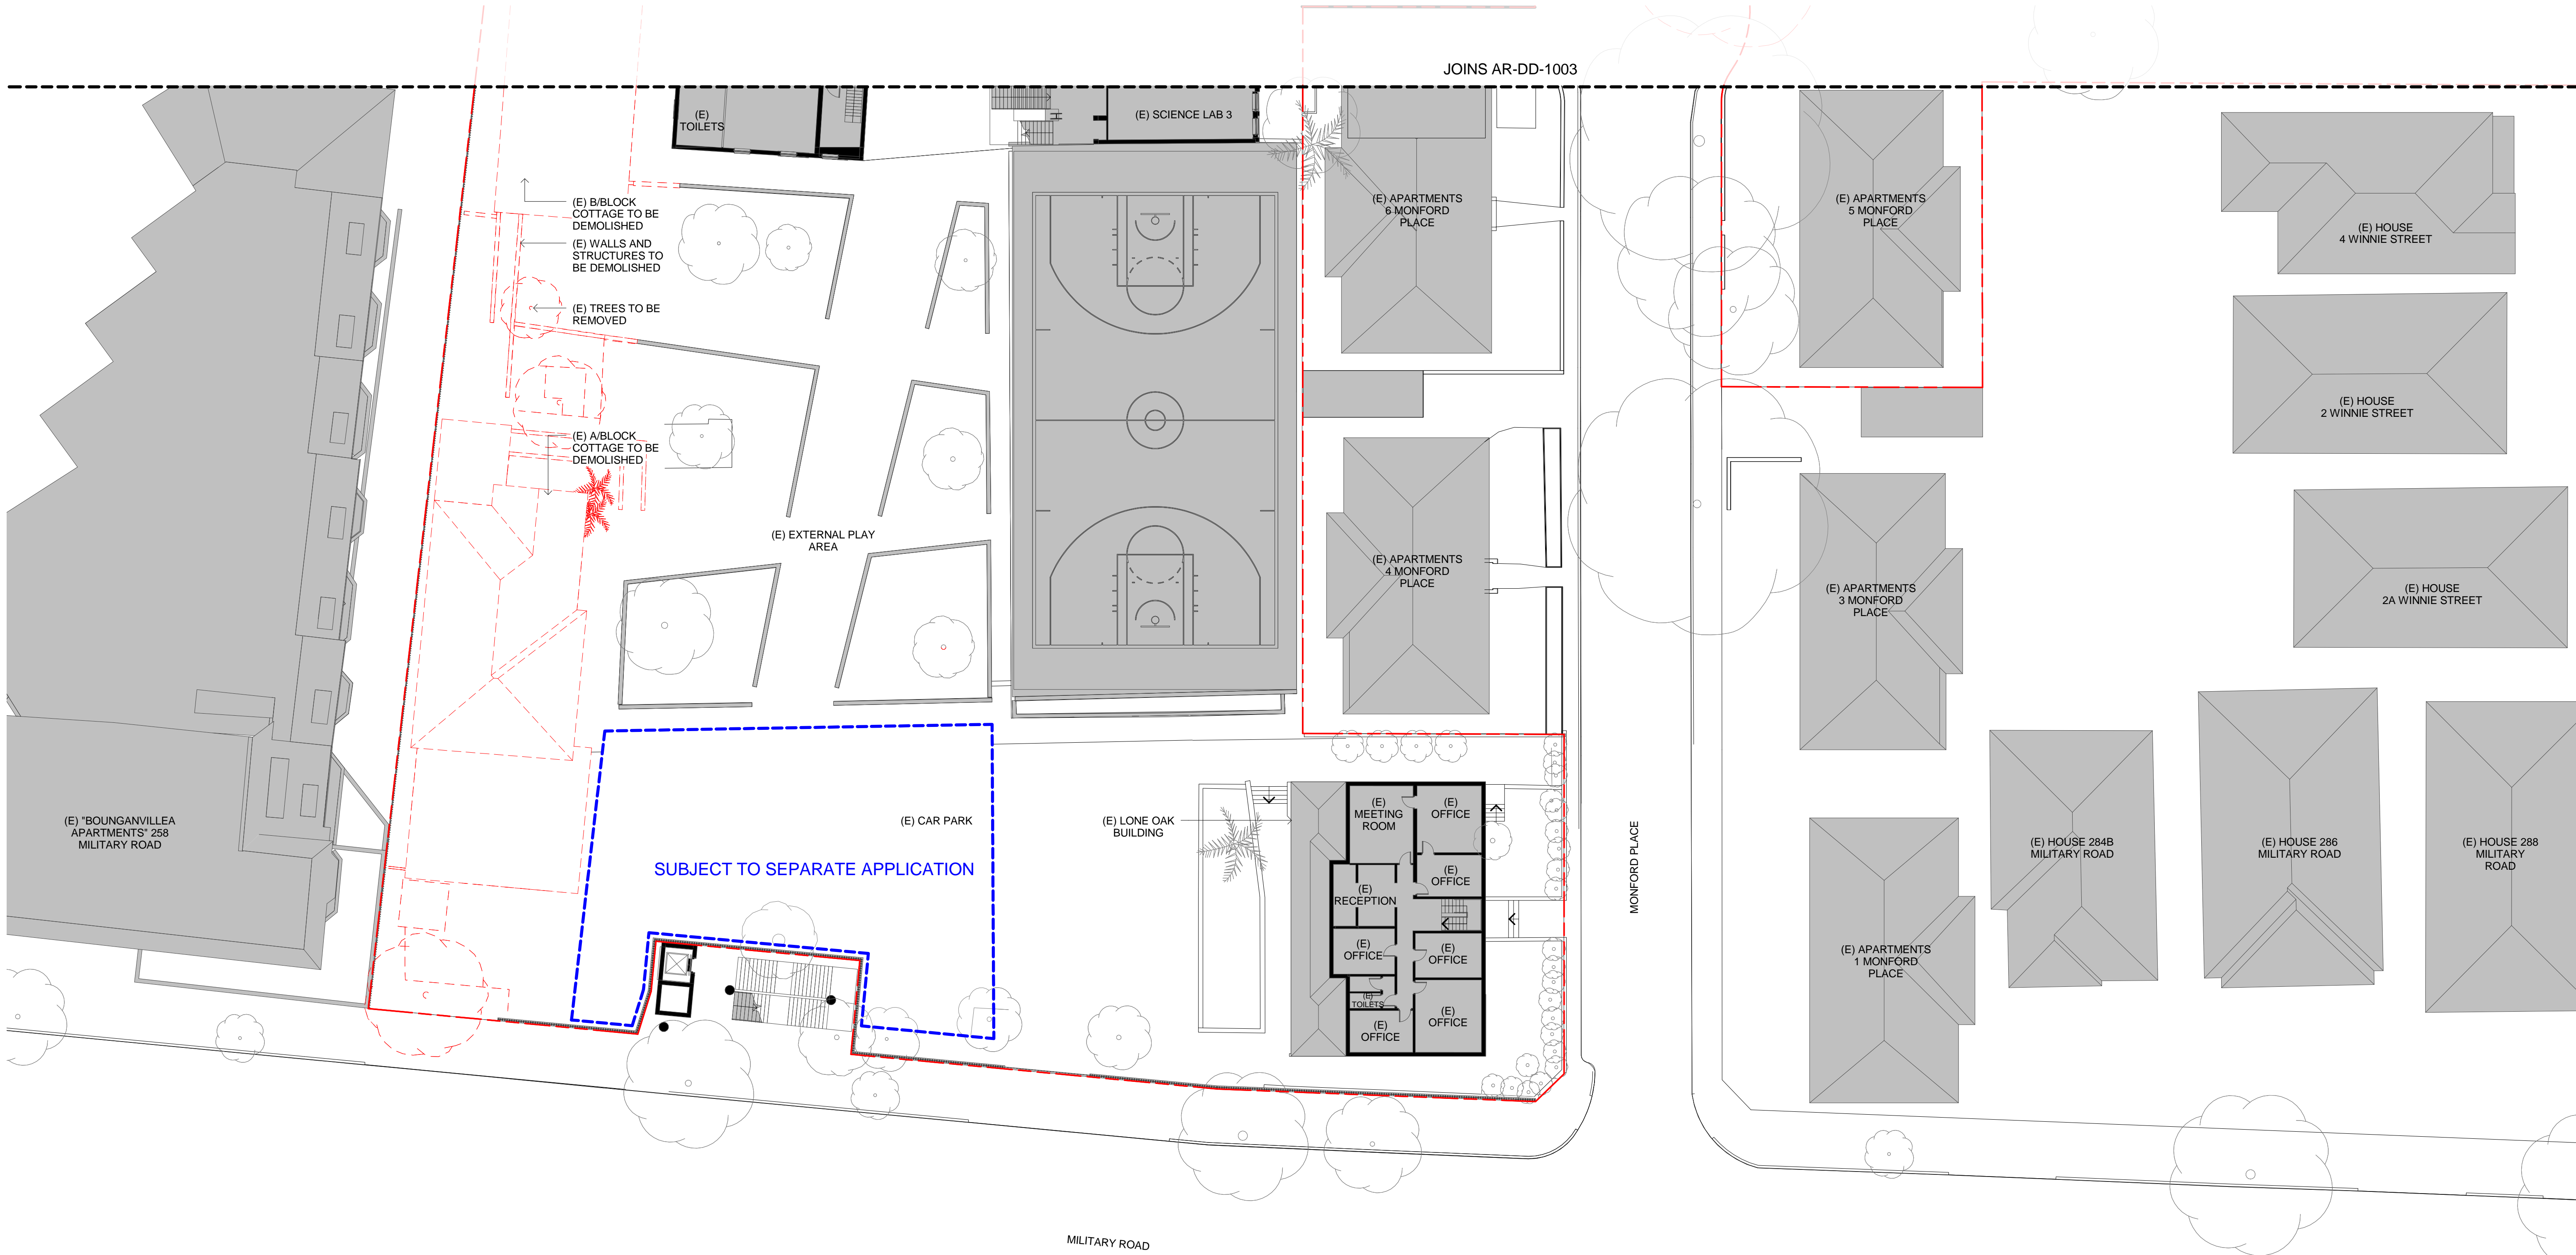 JOINS AR-DD-1003
(E)
TOILETS
(E) SCIENCE LAB 3
(E) B/BLOCK
COTTAGE TO BE
DEMOLISHED
(E) WALLS AND
STRUCTURES TO
BE DEMOLISHED
(E) TREES TO BE
REMOVED
(E) A/BLOCK
COTTAGE TO BE
DEMOLISHED
(E) EXTERNAL PLAY
AREA
(E) APARTMENTS
6 MONFORD
PLACE
(E) APARTMENTS
5 MONFORD
PLACE
(E) HOUSE
4 WINNIE STREET
(E) HOUSE
2 WINNIE STREET
(E) APARTMENTS
4 MONFORD
PLACE
(E) APARTMENTS
3 MONFORD
PLACE
(E) HOUSE
2A WINNIE STREET
(E) "BOUNGANVILLEA
APARTMENTS" 258
MILITARY ROAD
(E) CAR PARK
SUBJECT TO SEPARATE APPLICATION
(E) LONE OAK
BUILDING
(E)
MEETING
ROOM
(E)
OFFICE
(E)
OFFICE
(E)
RECEPTION
(E)
OFFICE
(E)
OFFICE
(E)
TOILETS
(E)
OFFICE
(E)
OFFICE
MONFORD PLACE
(E) HOUSE 284B
MILITARY ROAD
(E) HOUSE 286
MILITARY ROAD
(E) HOUSE 288
MILITARY
ROAD
(E) APARTMENTS
1 MONFORD
PLACE
MILITARY ROAD